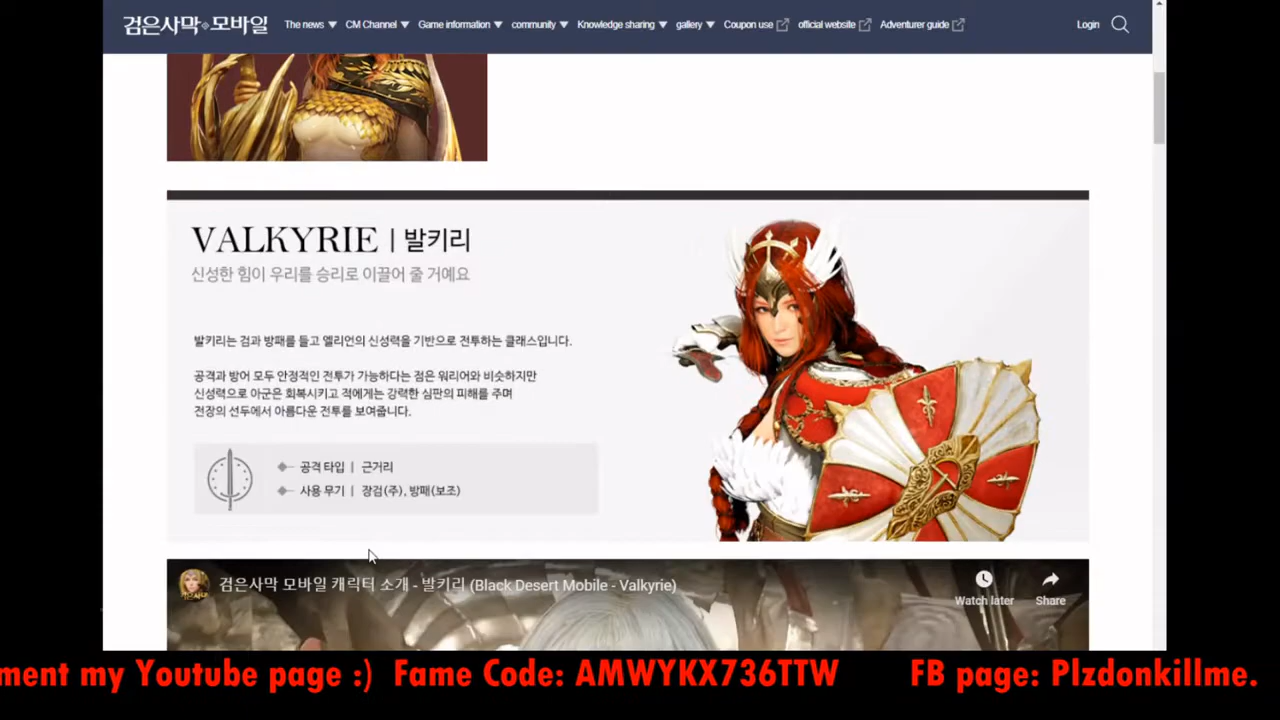 검은사막 모바일 The news CM Channel Game information community Knowledge sharing gallery Coupon use official website Adventurer guide Login
VALKYRIE | 발키리
신성한 힘이 우리를 승리로 이끌어 줄 거예요
발키리는 검과 방패를 들고 엘리언의 신성력을 기반으로 전투하는 클래스입니다.
공격과 방어 모두 안정적인 전투가 가능하다는 점은 워리어와 비슷하지만
신성력으로 아군은 회복시키고 적에게는 강력한 심판의 피해를 주며
전장의 선두에서 아름다운 전투를 보여줍니다.
공격 타입 | 근거리
사용 무기 | 장검(주), 방패(보조)
검은사막 모바일 캐릭터 소개 - 발키리 (Black Desert Mobile - Valkyrie)
Watch later Share
ment my Youtube page :) Fame Code: AMWYKX736TTW FB page: Plzdonkillme.